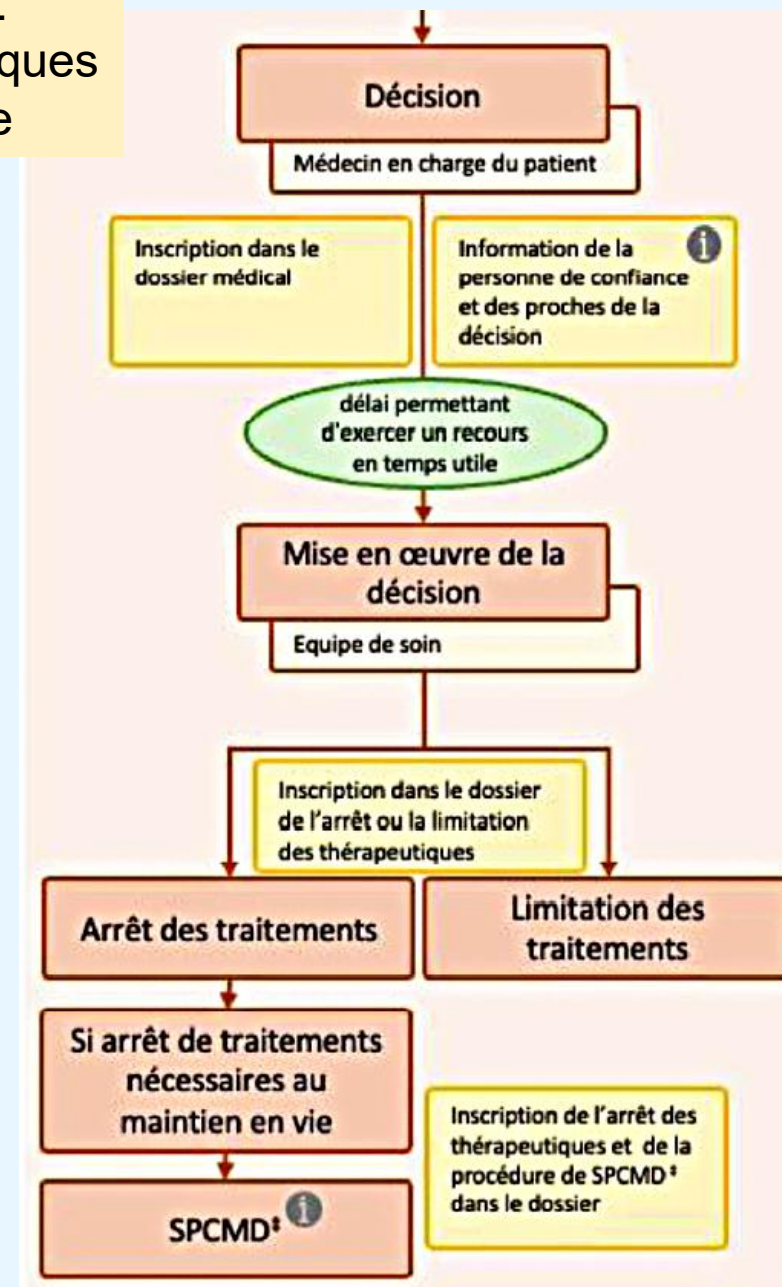 .
ques
e
Décision
Médecin en charge du patient
Inscription dans le
dossier médical
Information de la
personne de confiance
et des proches de la
décision
i
délai permettant
d'exercer un recours
en temps utile
Mise en œuvre de la
décision
Equipe de soin
Inscription dans le dossier
de l'arrêt ou la limitation
des thérapeutiques
Arrêt des traitements
Limitation des
traitements
Si arrêt de traitements
nécessaires au
maintien en vie
Inscription de l'arrêt des
thérapeutiques et de la
procédure de SPCMD‡
dans le dossier
SPCMD‡ i